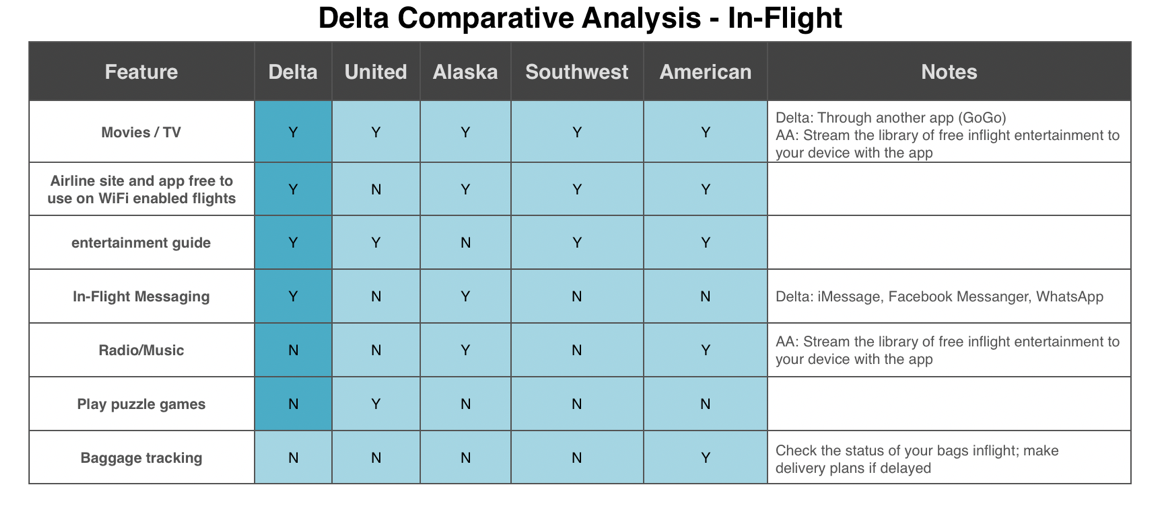 Delta Comparative Analysis - In-Flight
Feature Delta United Alaska Southwest American Notes
Movies / TV Y Y Y Y Y
Delta: Through another app (GoGo)
AA: Stream the library of free inflight entertainment to
your device with the app
Airline site and app free to
use on WiFi enabled flights
Y N Y Y Y
entertainment guide Y Y N Y Y
In-Flight Messaging Y N Y N N Delta: iMessage, Facebook Messanger, WhatsApp
Radio/Music N N Y N Y
AA: Stream the library of free inflight entertainment to
your device with the app
Play puzzle games N Y N N N
Baggage tracking N N N N Y
Check the status of your bags inflight; make
delivery plans if delayed